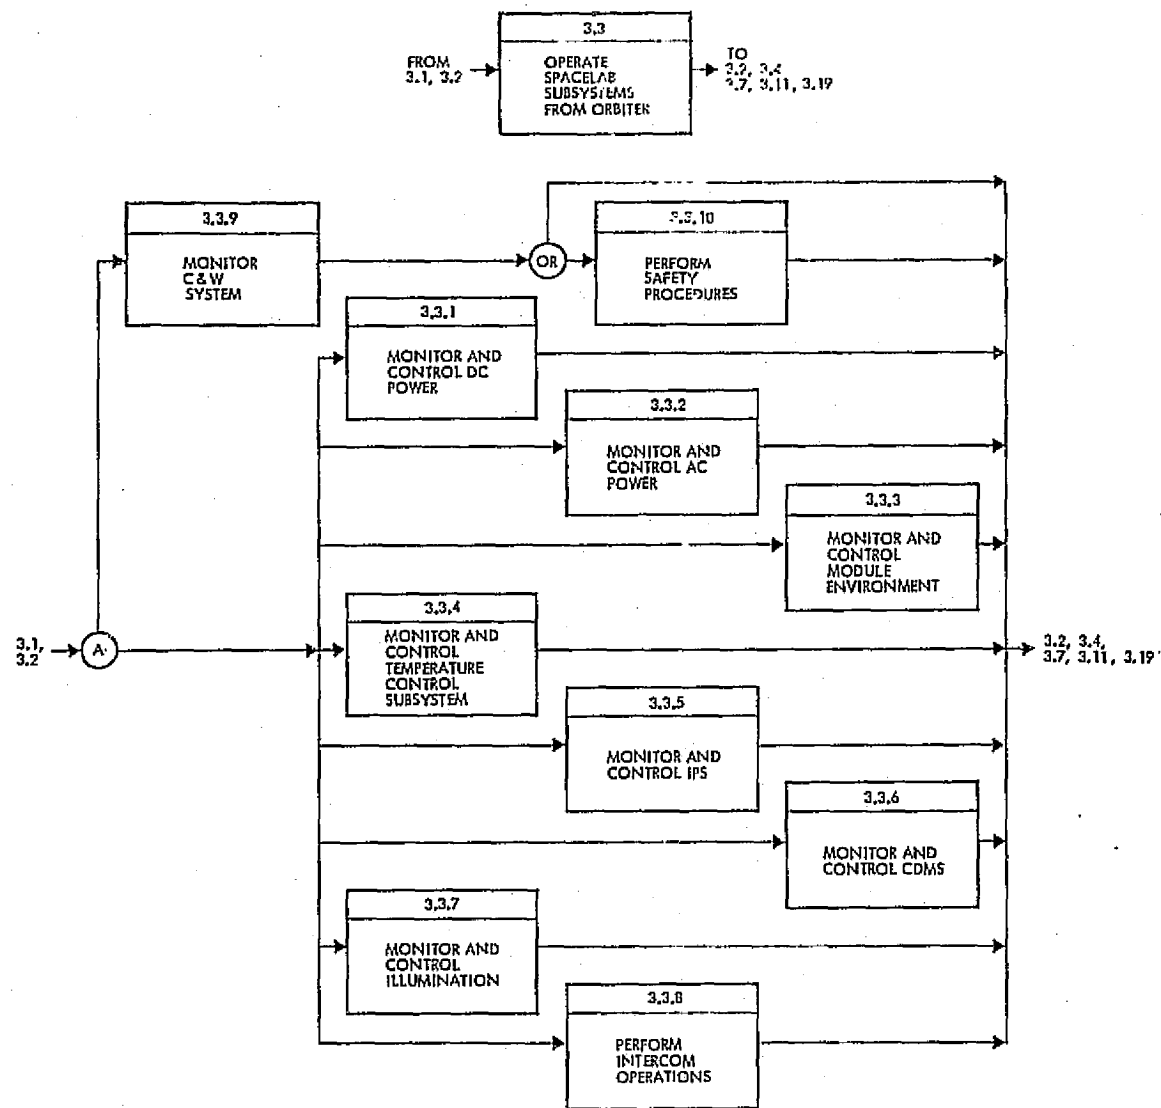 3.3
FROM
3.1, 3.2
OPERATE
SPACELAB
SUBSYSTEMS
FROM ORBITER
TO
3.2, 3.4
3.7, 3.11, 3.19
3.3.9
MONITOR
C & W
SYSTEM
OR
3.3.10
PERFORM
SAFETY
PROCEDURES
3.3.1
MONITOR AND
CONTROL DC
POWER
3.3.2
MONITOR AND
CONTROL AC
POWER
3.3.3
MONITOR AND
CONTROL
MODULE
ENVIRONMENT
3.1,
3.2
A
3.3.4
MONITOR AND
CONTROL
TEMPERATURE
CONTROL
SUBSYSTEM
3.2, 3.4,
3.7, 3.11, 3.19
3.3.5
MONITOR AND
CONTROL IPS
3.3.6
MONITOR AND
CONTROL CDMS
3.3.7
MONITOR AND
CONTROL
ILLUMINATION
3.3.8
PERFORM
INTERCOM
OPERATIONS